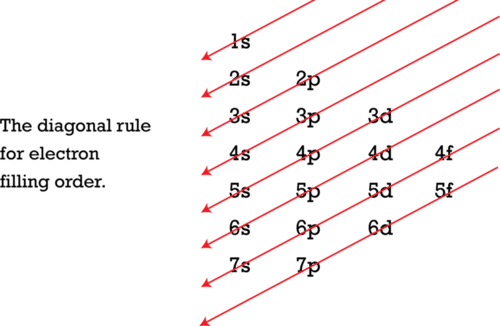 1s
2s 2p
3s 3p 3d
The diagonal rule
for electron
filling order.
4s 4p 4d 4f
5s 5p 5d 5f
6s 6p 6d
7s 7p